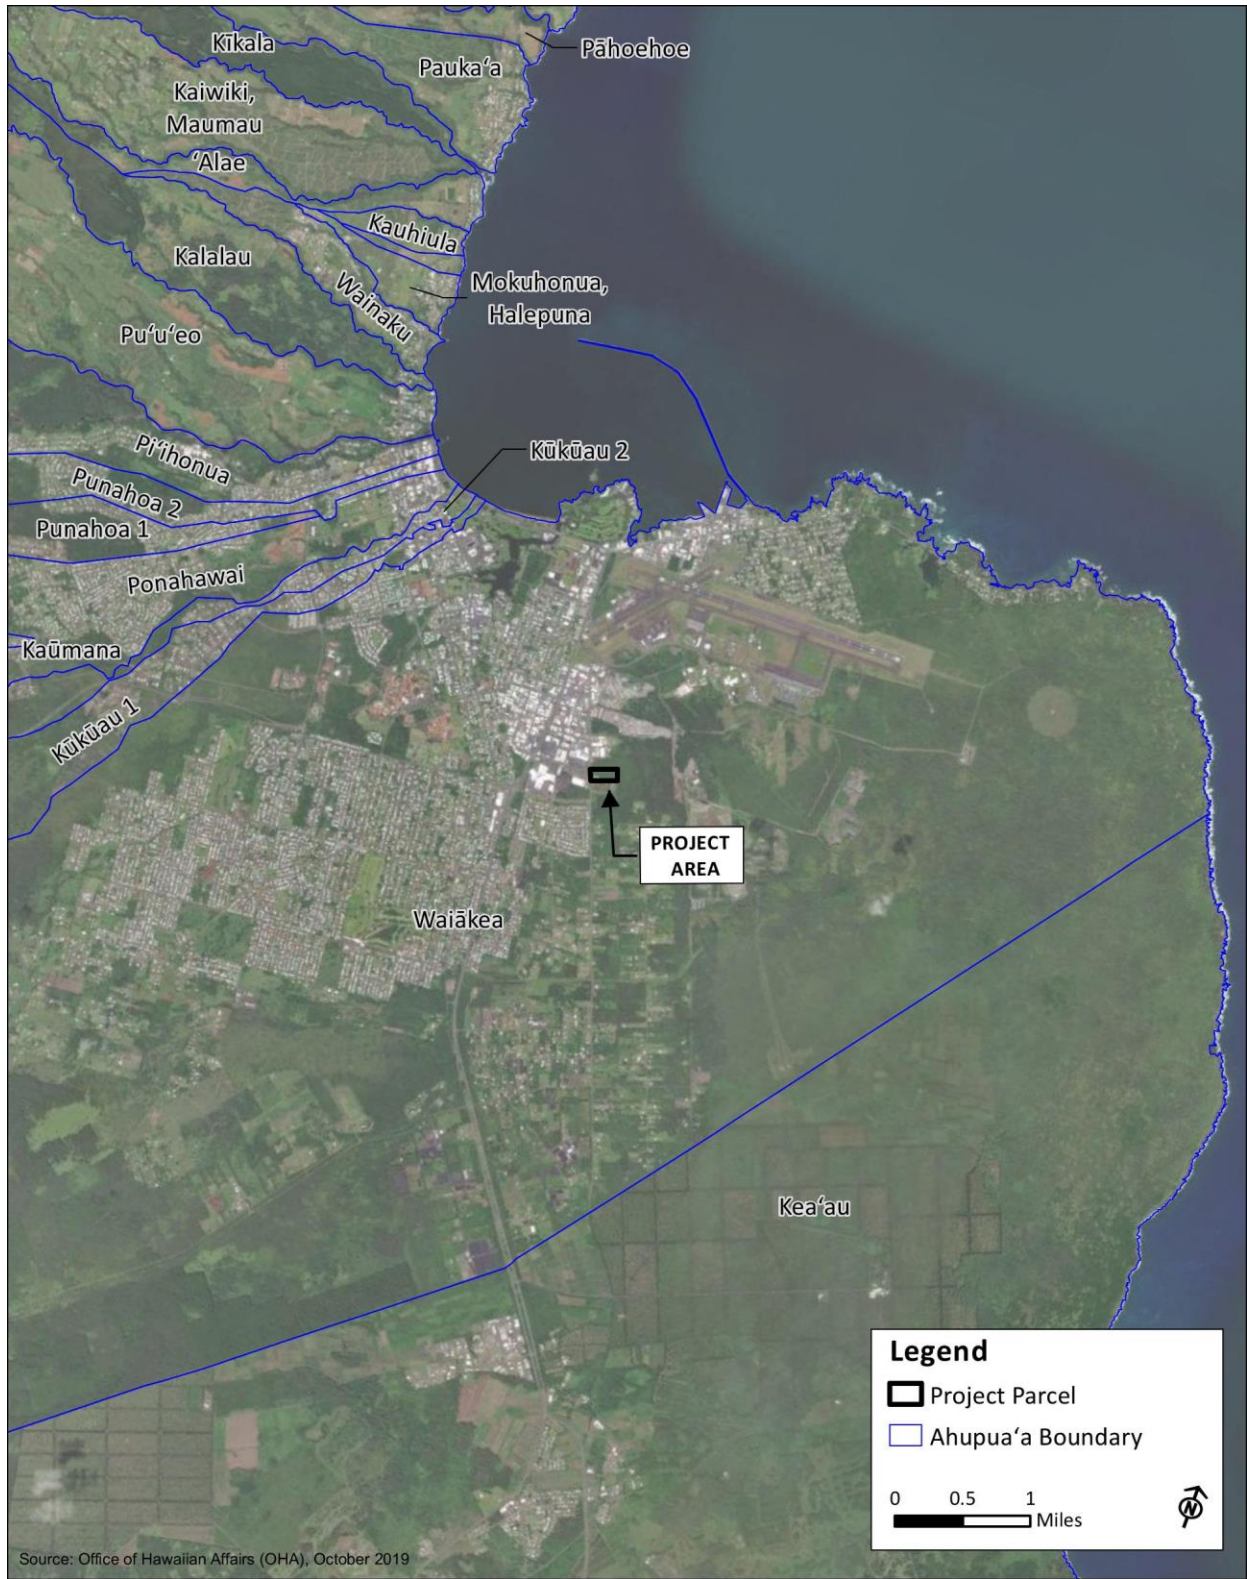 Kīkala
Pāhoehoe
Pauka‘a
Kaiwiki,
Maumau
‘Alae
Kauhiula
Kalalau
Mokuhonua,
Halepuna
Wainaku
Pu‘u‘eo
Pi‘ihonua
Kūkūau 2
Punahoa 2
Punahoa 1
Ponahawai
Kaūmana
Kūkūau 1
PROJECT
AREA
Waiākea
Kea‘au
Legend
Project Parcel
Ahupua‘a Boundary
0 0.5 1
Miles
N
Source: Office of Hawaiian Affairs (OHA), October 2019